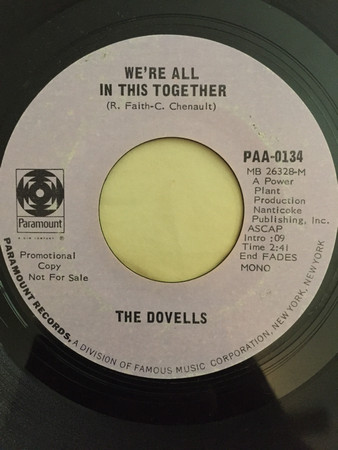 WE'RE ALL
IN THIS TOGETHER
(R. Faith-C. Chenault)
Paramount
Promotional
Copy
Not For Sale
PAA-0134
MB 26328-M
A Power
Plant
Production
Nanticoke
Publishing, Inc.
ASCAP
Intro :09
Time 2:41
End FADES
MONO
THE DOVELLS
PARAMOUNT RECORDS, A DIVISION OF FAMOUS MUSIC CORPORATION, NEW YORK, NEW YORK